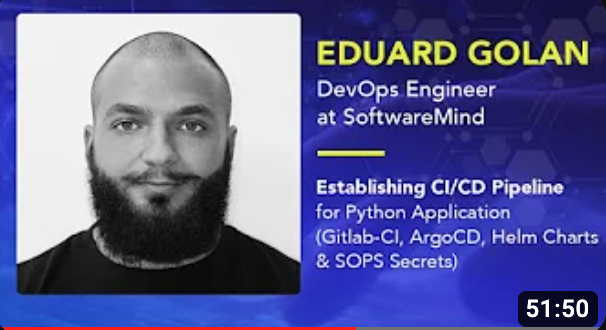 EDUARD GOLAN
DevOps Engineer
at SoftwareMind
Establishing CI/CD Pipeline
for Python Application
(Gitlab-CI, ArgoCD, Helm Charts
& SOPS Secrets)
51:50